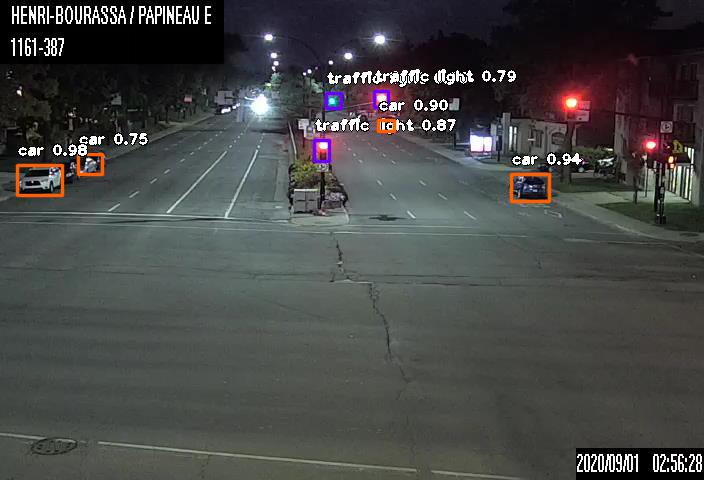 HENRI-BOURASSA / PAPINEAU E
1161-387
traffic light 0.79
car 0.90
traffic light 0.87
car 0.75
car 0.98
car 0.94
2020/09/01 02:56:28